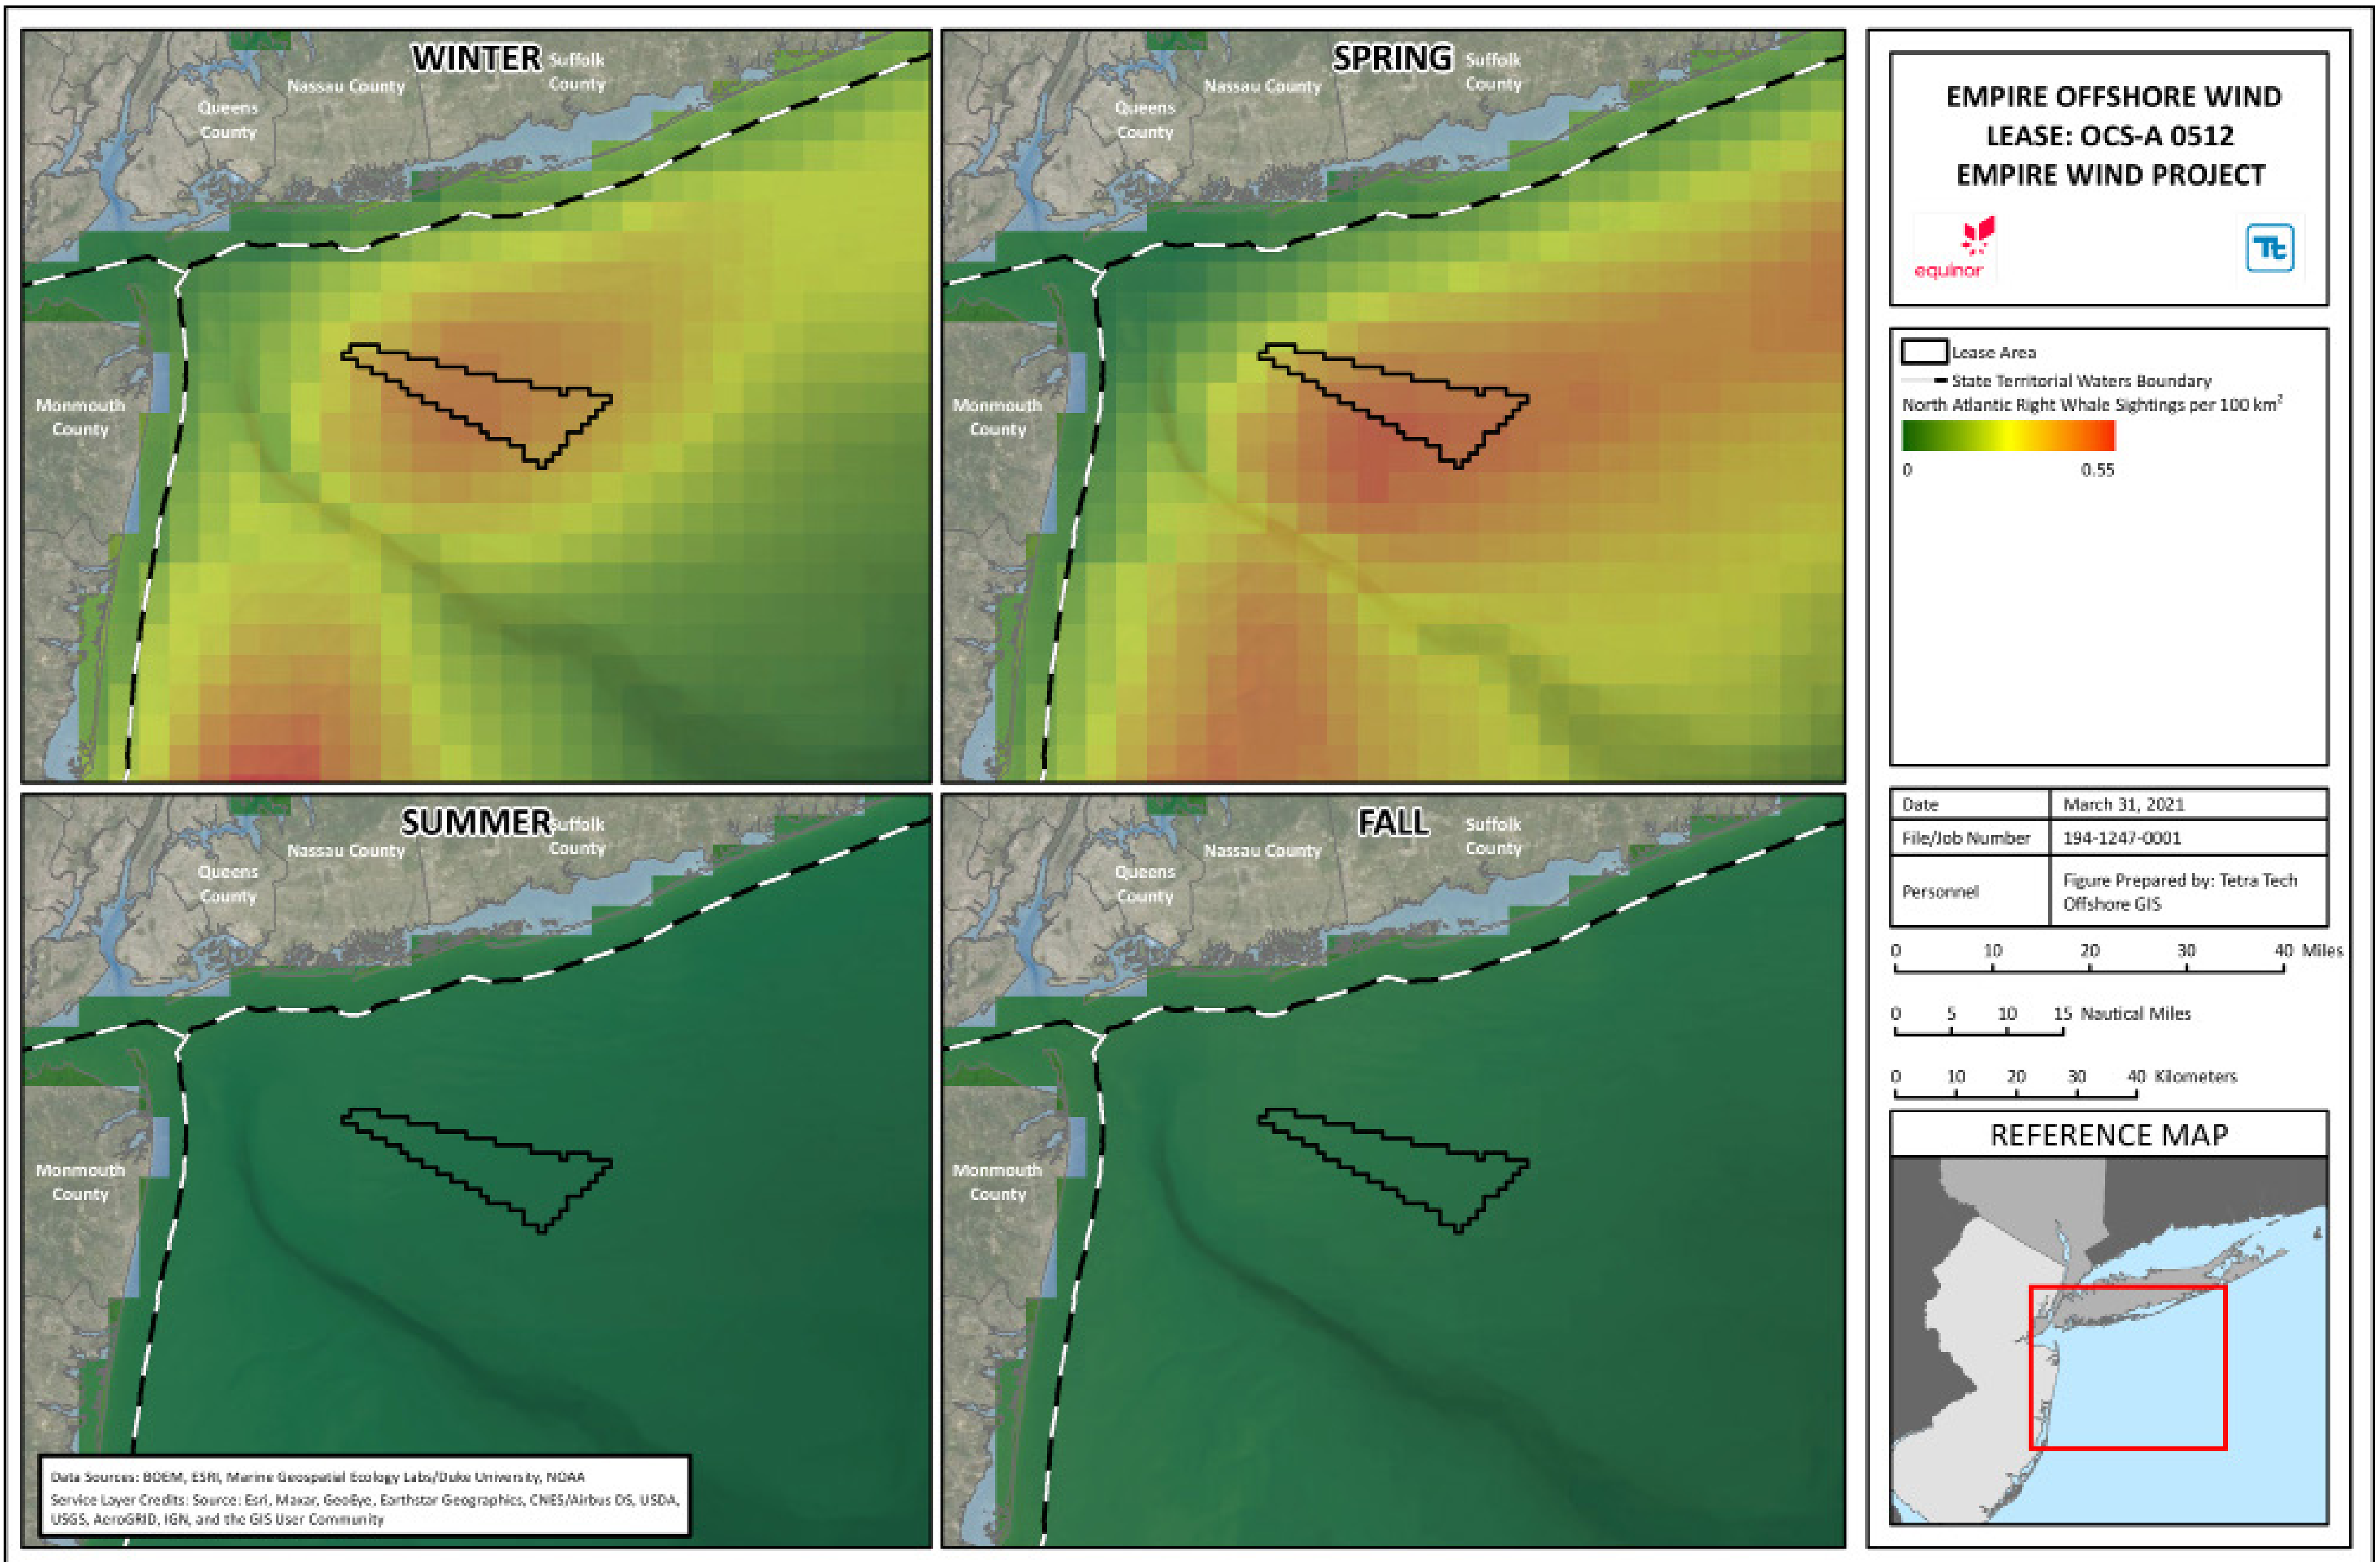 WINTER
Suffolk
County
Nassau County
Queens
County
Monmouth
County
SPRING
Suffolk
County
Nassau County
Queens
County
Monmouth
County
SUMMER
Suffolk
County
Nassau County
Queens
County
Monmouth
County
Data Sources: BOEM, ESRI, Marine Geospatial Ecology Labs/Duke University, NOAA
Service Layer Credits: Source: Esri, Maxar, GeoEye, Earthstar Geographics, CNES/Airbus DS, USDA,
USGS, AeroGRID, IGN, and the GIS User Community
FALL
Suffolk
County
Nassau County
Queens
County
Monmouth
County
EMPIRE OFFSHORE WIND
LEASE: OCS-A 0512
EMPIRE WIND PROJECT
equinor
Tt
Lease Area
State Territorial Waters Boundary
North Atlantic Right Whale Sightings per 100 km²
0 0.55
Date March 31, 2021
File/Job Number 194-1247-0001
Personnel Figure Prepared by: Tetra Tech
Offshore GIS
0 10 20 30 40 Miles
0 5 10 15 Nautical Miles
0 10 20 30 40 Kilometers
REFERENCE MAP